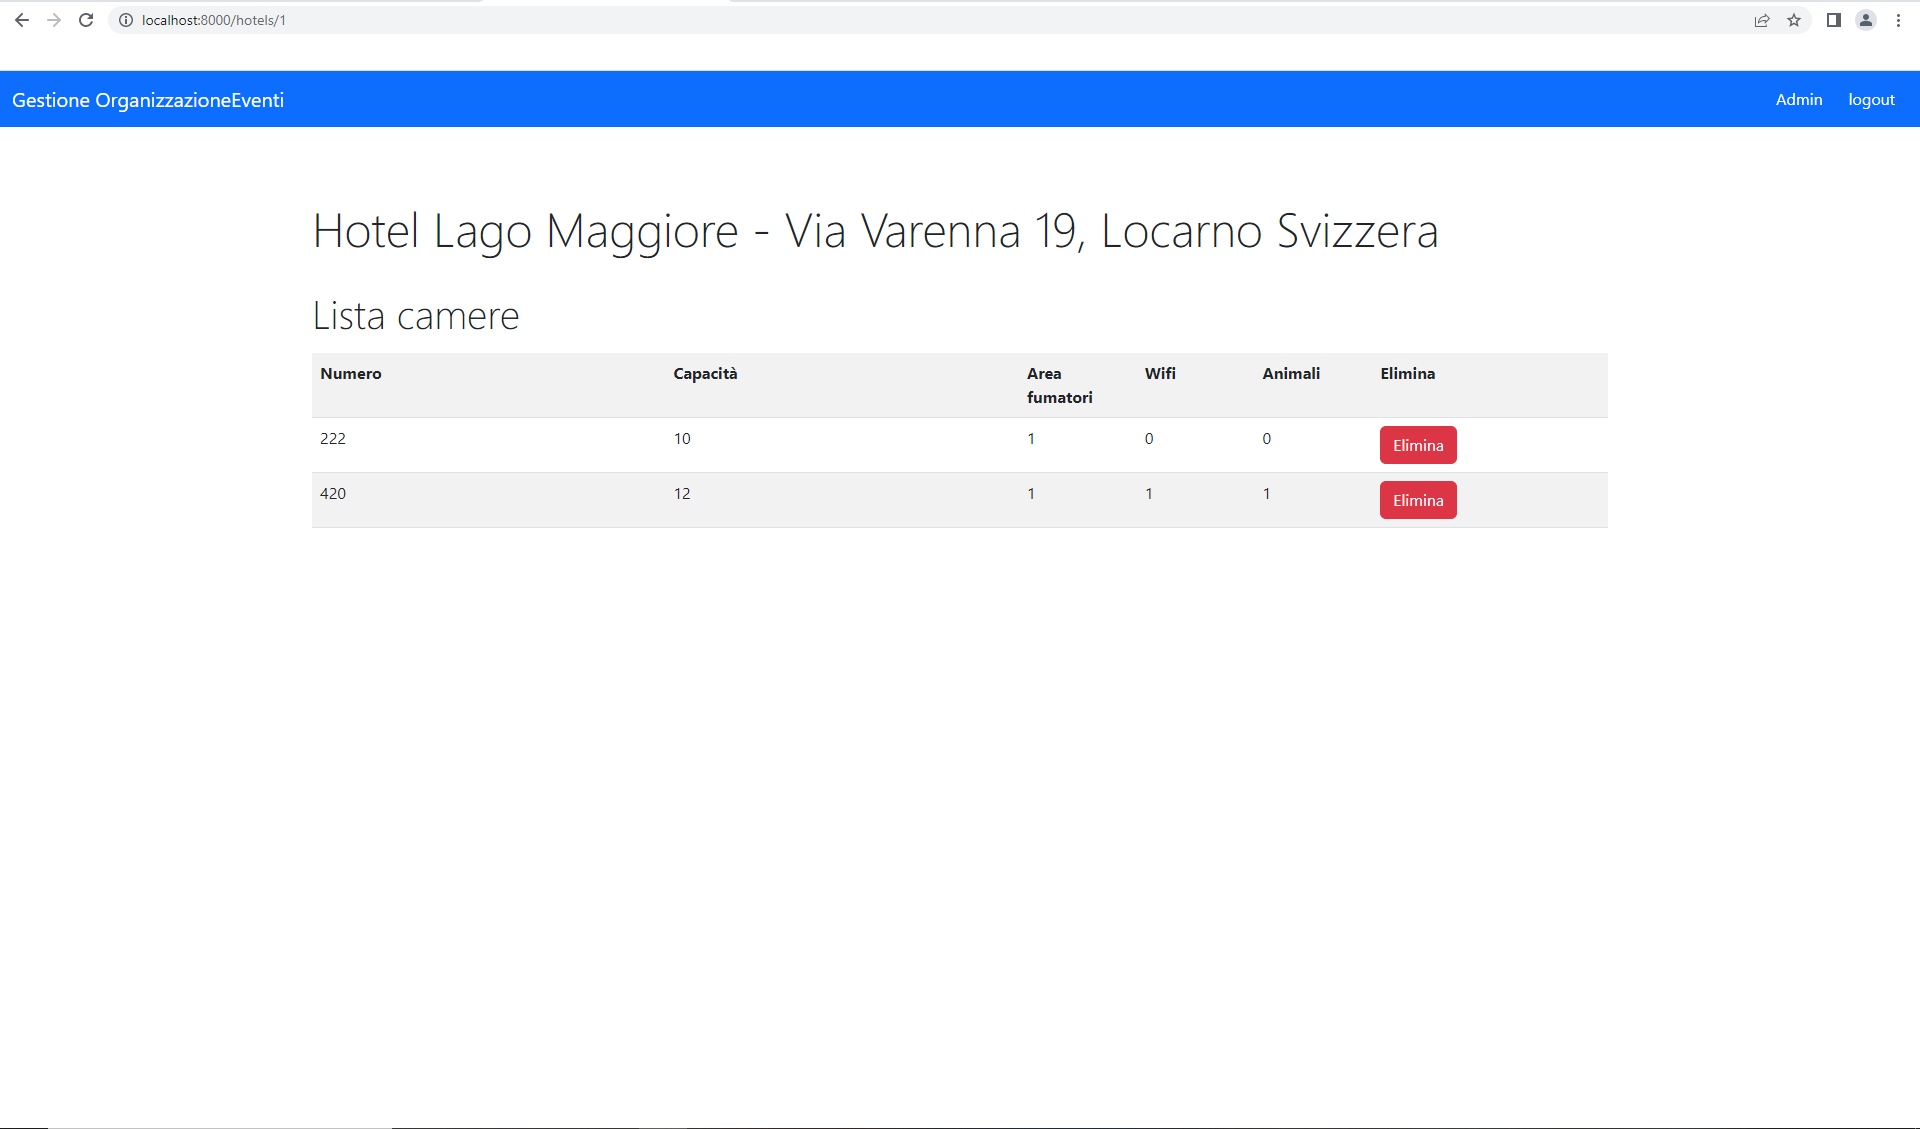 localhost:8000/hotels/1
Gestione OrganizzazioneEventi Admin logout
Hotel Lago Maggiore - Via Varenna 19, Locarno Svizzera
Lista camere
Numero Capacità Area fumatori Wifi Animali Elimina
222 10 1 0 0 Elimina
420 12 1 1 1 Elimina